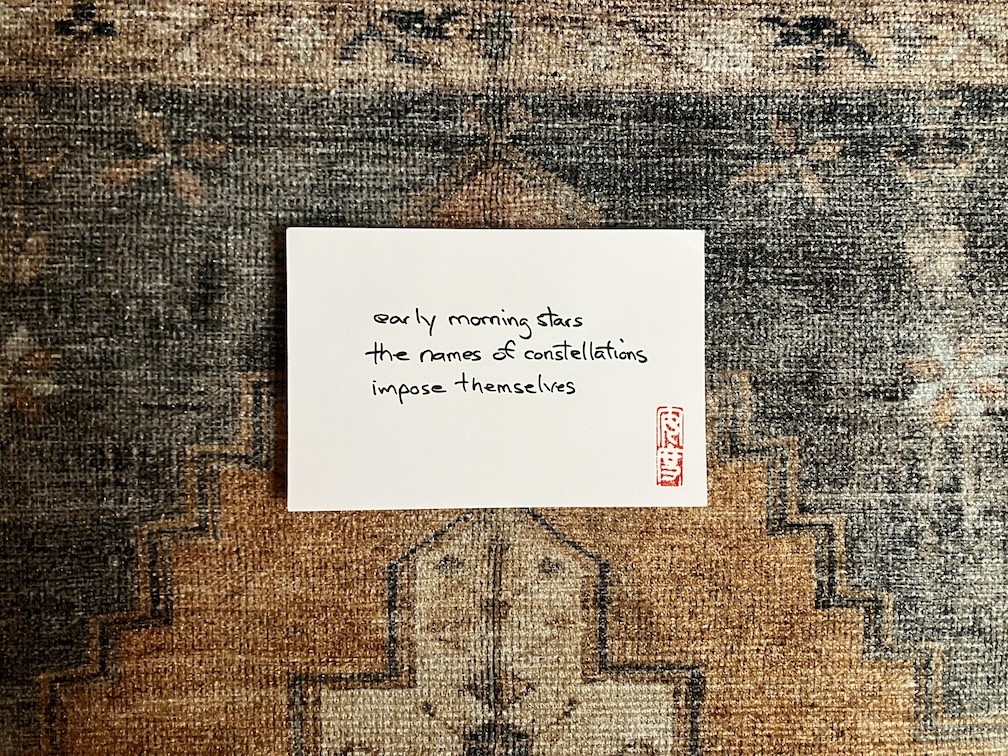 early morning stars
the names of constellations
impose themselves